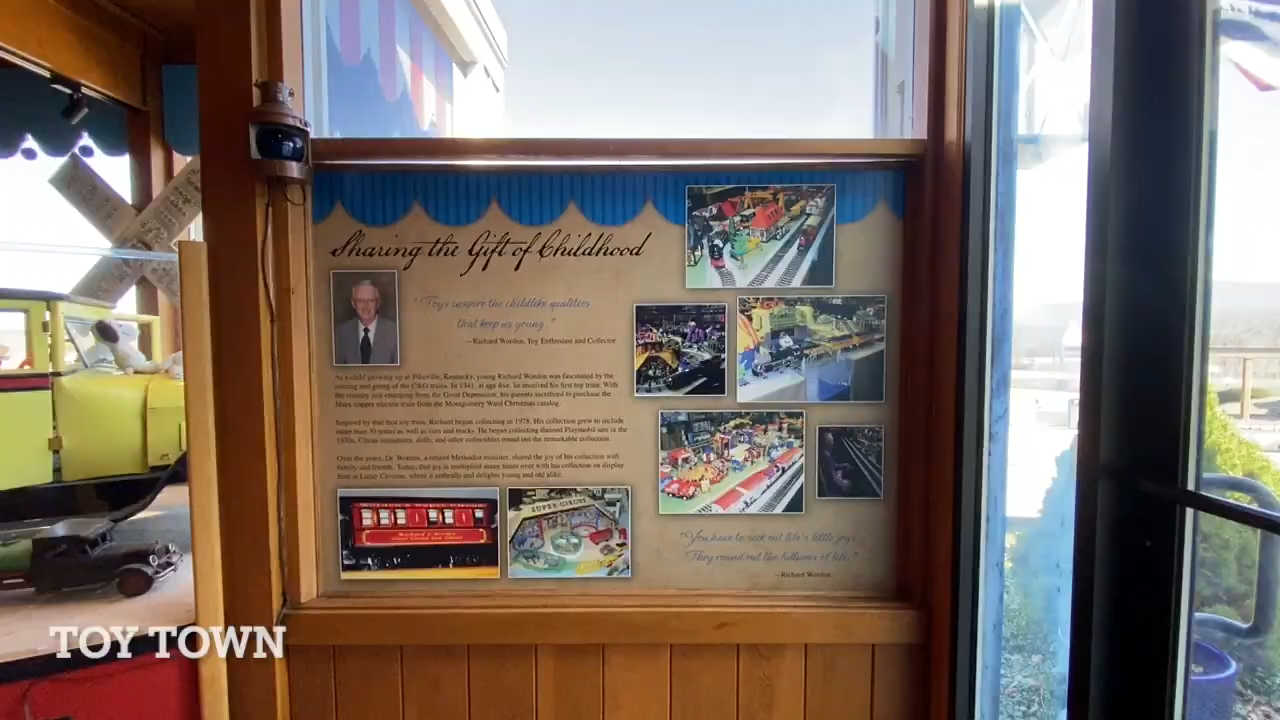 Sharing the Gift of Childhood
"Toys inspire the childlike qualities
that keep us young."
—Richard Worden, Toy Enthusiast and Collector
As a child growing up in Pikeville, Kentucky, young Richard Worden was fascinated by the
coming and going of the C&O trains. In 1941, at age five, he received his first toy train. With
the country just emerging from the Great Depression, his parents sacrificed to purchase the
Marx copper electric train from the Montgomery Ward Christmas catalog.
Inspired by that first toy train, Richard began collecting in 1978. His collection grew to include
more than 30 trains as well as cars and trucks. He began collecting themed Playmobil sets in the
1980s. Circus miniatures, dolls, and other collectibles round out the remarkable collection.
Over the years, Dr. Worden, a retired Methodist minister, shared the joy of his collection with
family and friends. Today, that joy is multiplied many times over with his collection on display
here at Luray Caverns, where it enthralls and delights young and old alike.
SUPER CIRCUS
"You have to seek out life's little joys.
They round out the fullness of life."
—Richard Worden
TOY TOWN